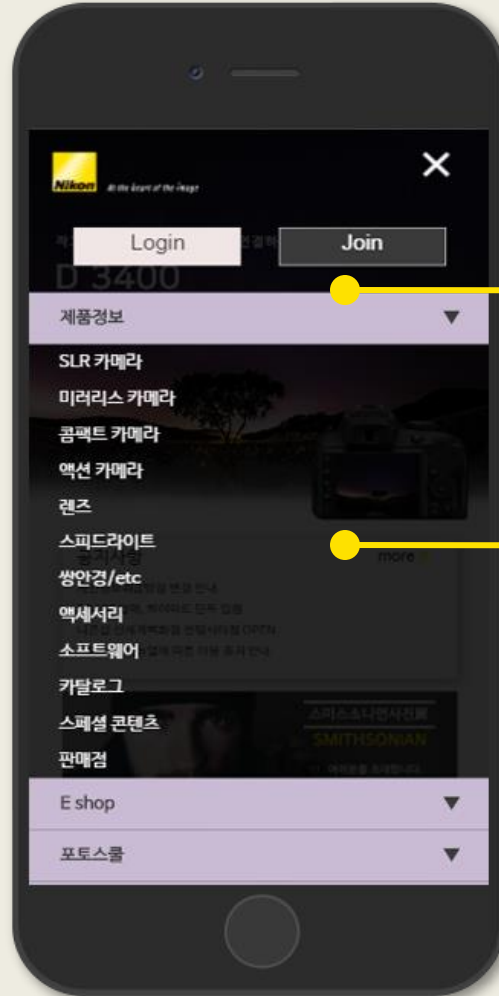 Nikon
At the heart of the image
Login
Join
D 3400
제품정보
SLR 카메라
미러리스 카메라
콤팩트 카메라
액션 카메라
렌즈
스피드라이트
공지사항
more
쌍안경/etc
액세서리
소프트웨어
카탈로그
스페셜 콘텐츠
SMITHSONIAN
판매점
E shop
포토스쿨